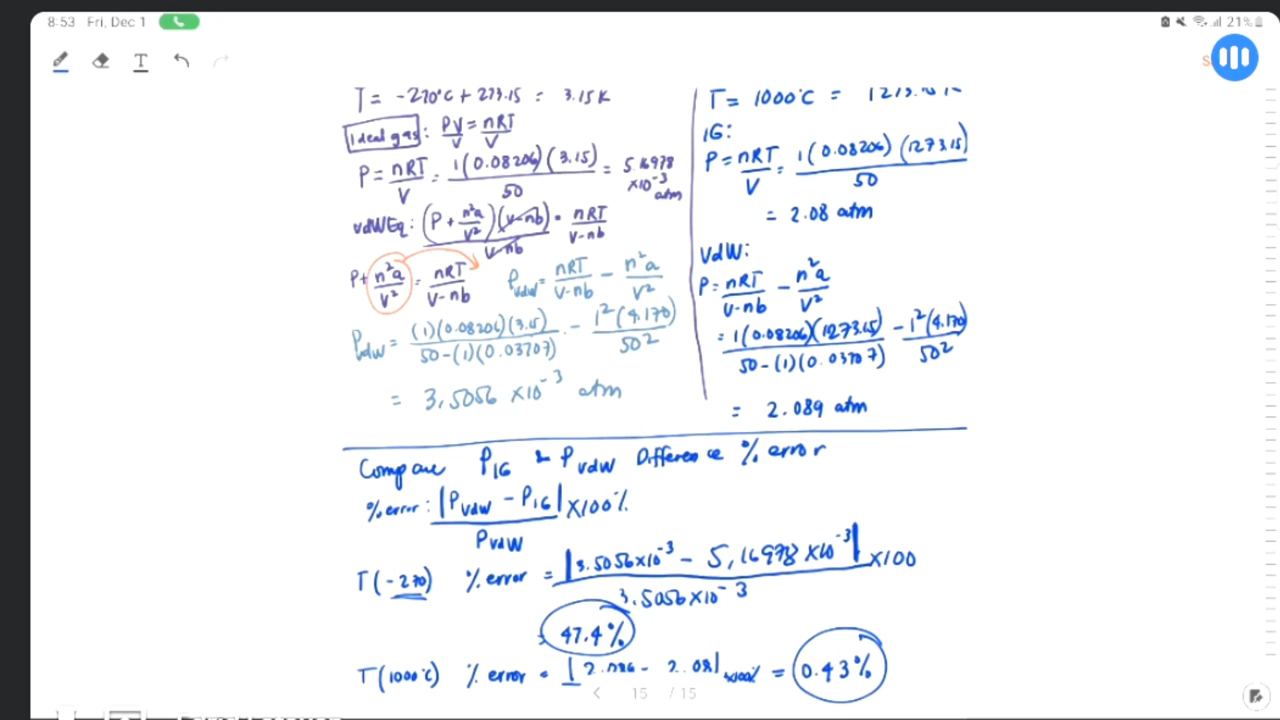 8:53 Fri, Dec 1
21%
T = -270°C + 273.15 = 3.15K
Ideal gas : PV/V = nRT/V
P = nRT/V = 1(0.08206)(3.15)/50 = 5.16978 ×10⁻³ atm
vdWEq: (P + n²a/V²)(V-nb)/V-nb = nRT/V-nb
P + n²a/V² = nRT/V-nb
Pvdw = nRT/V-nb - n²a/V²
Pvdw = (1)(0.08206)(3.15)/50-(1)(0.03707) - 1²(4.170)/50²
= 3.5056 ×10⁻³ atm
T = 1000°C =
IG:
P = nRT/V = 1(0.08206)(1273.15)/50
= 2.08 atm
VdW:
P = nRT/V-nb - n²a/V²
= 1(0.08206)(1273.15)/50-(1)(0.03707) - 1²(4.170)/50²
= 2.089 atm
Compare PIG & PvdW Difference % error
% error : |PvdW - PIG|/PvdW ×100%
T(-270) % error = |3.5056×10⁻³ - 5.16978×10⁻³|/3.5056×10⁻³ ×100
= 47.4%
T(1000°C) % error = 2.08| ×100% = 0.43%
15 / 15